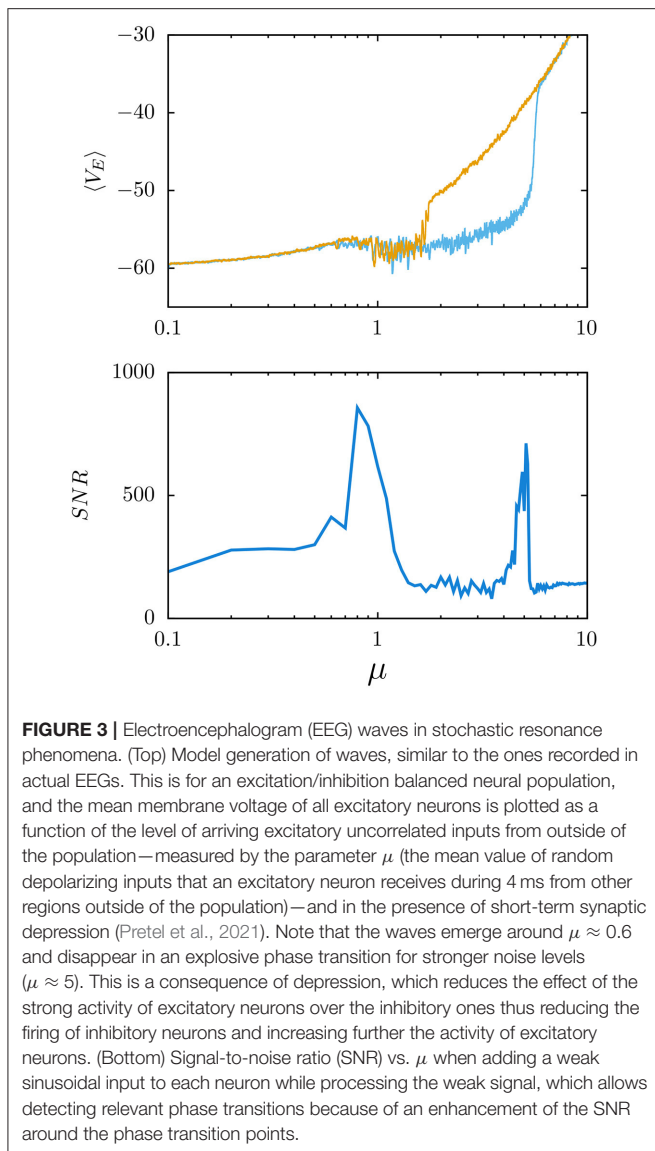 −30
−40
−50
−60
⟨V_E⟩
0.1
1
10
1000
500
0
SNR
0.1
1
10
μ
FIGURE 3 | Electroencephalogram (EEG) waves in stochastic resonance
phenomena. (Top) Model generation of waves, similar to the ones recorded in
actual EEGs. This is for an excitation/inhibition balanced neural population,
and the mean membrane voltage of all excitatory neurons is plotted as a
function of the level of arriving excitatory uncorrelated inputs from outside of
the population—measured by the parameter μ (the mean value of random
depolarizing inputs that an excitatory neuron receives during 4 ms from other
regions outside of the population)—and in the presence of short-term synaptic
depression (Pretel et al., 2021). Note that the waves emerge around μ ≈ 0.6
and disappear in an explosive phase transition for stronger noise levels
(μ ≈ 5). This is a consequence of depression, which reduces the effect of the
strong activity of excitatory neurons over the inhibitory ones thus reducing the
firing of inhibitory neurons and increasing further the activity of excitatory
neurons. (Bottom) Signal-to-noise ratio (SNR) vs. μ when adding a weak
sinusoidal input to each neuron while processing the weak signal, which allows
detecting relevant phase transitions because of an enhancement of the SNR
around the phase transition points.